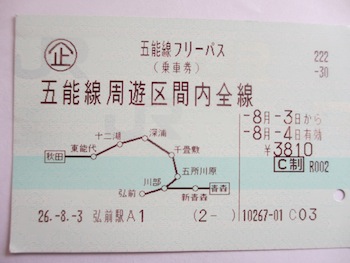 企
五能線フリーパス
(乗車券)
222
-30
五能線周遊区間内全線
-8月-3日から
-8月-4日有効
¥3810
C制 R002
秋田 東能代 十二湖 深浦 千畳敷 五所川原 川部 弘前 新青森 青森
26.-8.-3 弘前駅A1 (2-) 10267-01 C03